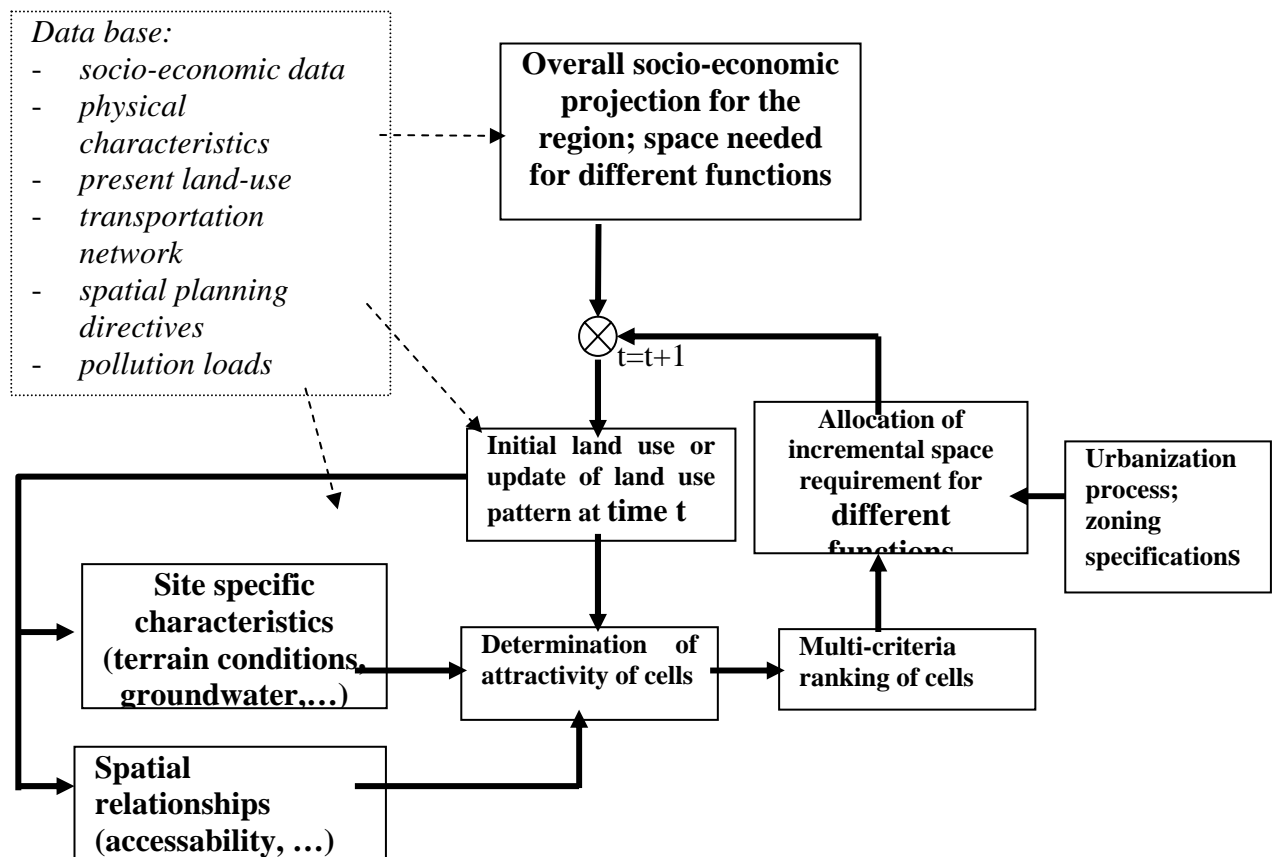 Data base:
- socio-economic data
- physical
characteristics
- present land-use
- transportation
network
- spatial planning
directives
- pollution loads
Overall socio-economic
projection for the
region; space needed
for different functions
t=t+1
Initial land use or
update of land use
pattern at time t
Allocation of
incremental space
requirement for
different
functions
Urbanization
process;
zoning
specifications
Site specific
characteristics
(terrain conditions,
groundwater,…)
Determination of
attractivity of cells
Multi-criteria
ranking of cells
Spatial
relationships
(accessability, …)